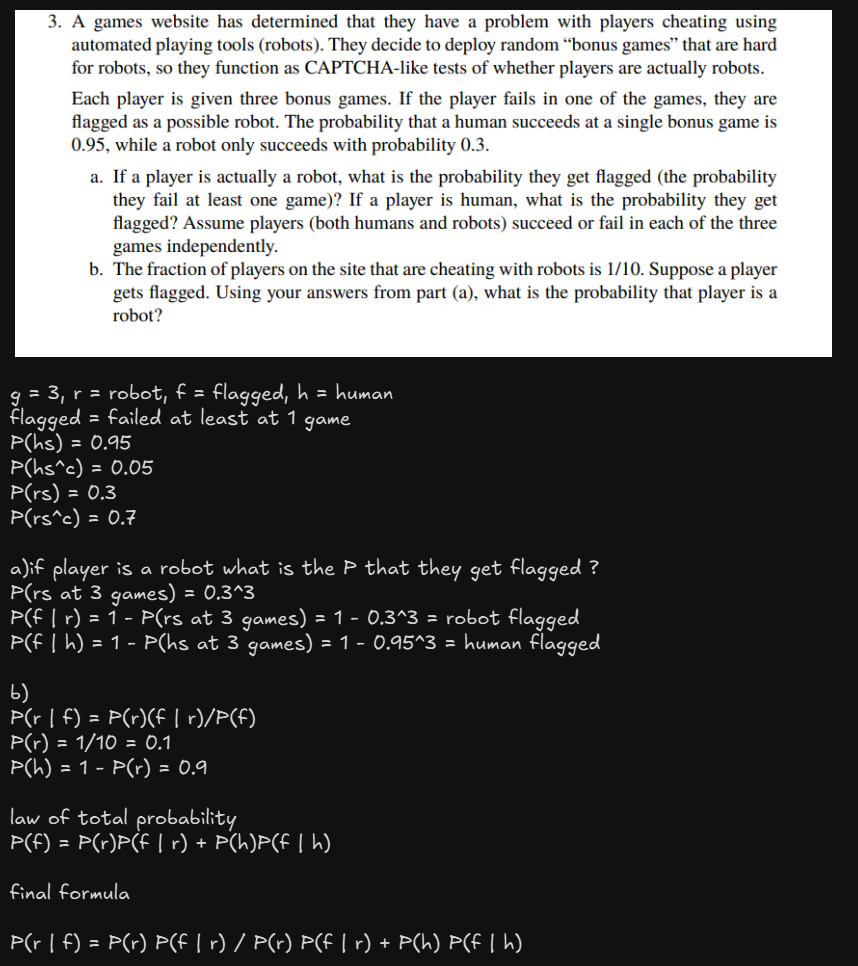 3. A games website has determined that they have a problem with players cheating using
automated playing tools (robots). They decide to deploy random “bonus games” that are hard
for robots, so they function as CAPTCHA-like tests of whether players are actually robots.
Each player is given three bonus games. If the player fails in one of the games, they are
flagged as a possible robot. The probability that a human succeeds at a single bonus game is
0.95, while a robot only succeeds with probability 0.3.
a. If a player is actually a robot, what is the probability they get flagged (the probability
they fail at least one game)? If a player is human, what is the probability they get
flagged? Assume players (both humans and robots) succeed or fail in each of the three
games independently.
b. The fraction of players on the site that are cheating with robots is 1/10. Suppose a player
gets flagged. Using your answers from part (a), what is the probability that player is a
robot?
g = 3, r = robot, f = flagged, h = human
flagged = failed at least at 1 game
P(hs) = 0.95
P(hs^c) = 0.05
P(rs) = 0.3
P(rs^c) = 0.7
a)if player is a robot what is the P that they get flagged ?
P(rs at 3 games) = 0.3^3
P(f | r) = 1 - P(rs at 3 games) = 1 - 0.3^3 = robot flagged
P(f | h) = 1 - P(hs at 3 games) = 1 - 0.95^3 = human flagged
b)
P(r | f) = P(r)(f | r)/P(f)
P(r) = 1/10 = 0.1
P(h) = 1 - P(r) = 0.9
law of total probability
P(f) = P(r)P(f | r) + P(h)P(f | h)
final formula
P(r | f) = P(r) P(f | r) / P(r) P(f | r) + P(h) P(f | h)